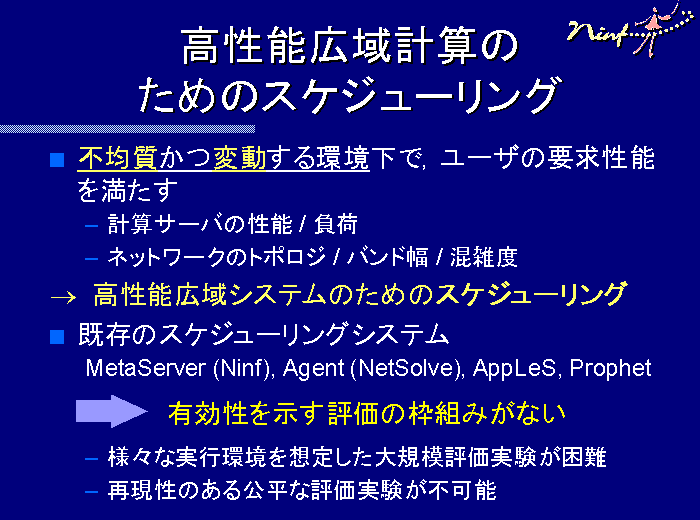 高性能広域計算の
ためのスケジューリング
Ninf
■ 不均質かつ変動する環境下で, ユーザの要求性能
を満たす
– 計算サーバの性能 / 負荷
– ネットワークのトポロジ / バンド幅 / 混雑度
→ 高性能広域システムのためのスケジューリング
■ 既存のスケジューリングシステム
MetaServer (Ninf), Agent (NetSolve), AppLeS, Prophet
有効性を示す評価の枠組みがない
– 様々な実行環境を想定した大規模評価実験が困難
– 再現性のある公平な評価実験が不可能